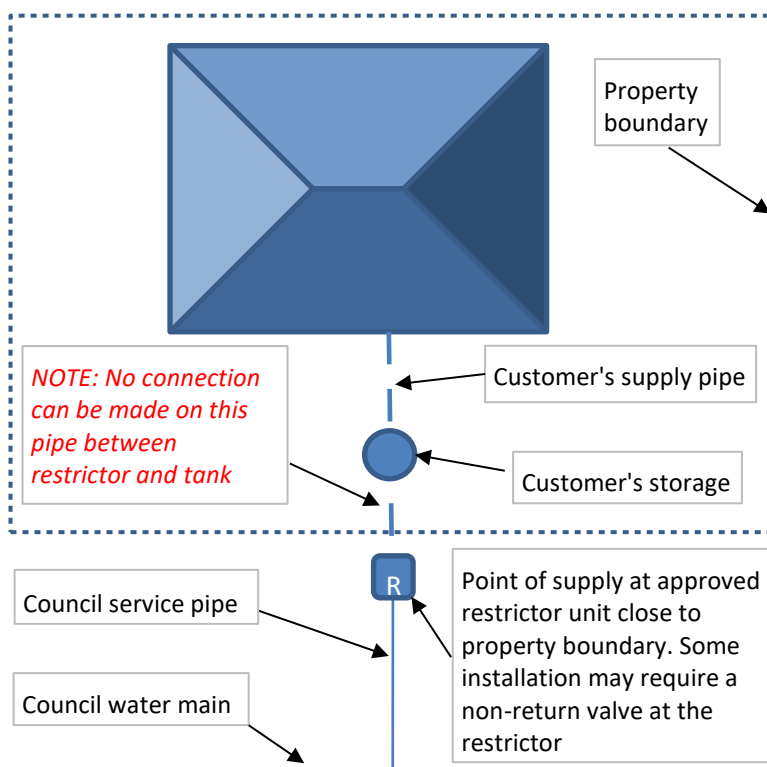 Property
boundary
NOTE: No connection
can be made on this
pipe between
restrictor and tank
Customer's supply pipe
Customer's storage
R
Council service pipe
Point of supply at approved
restrictor unit close to
property boundary. Some
installation may require a
non-return valve at the
restrictor
Council water main